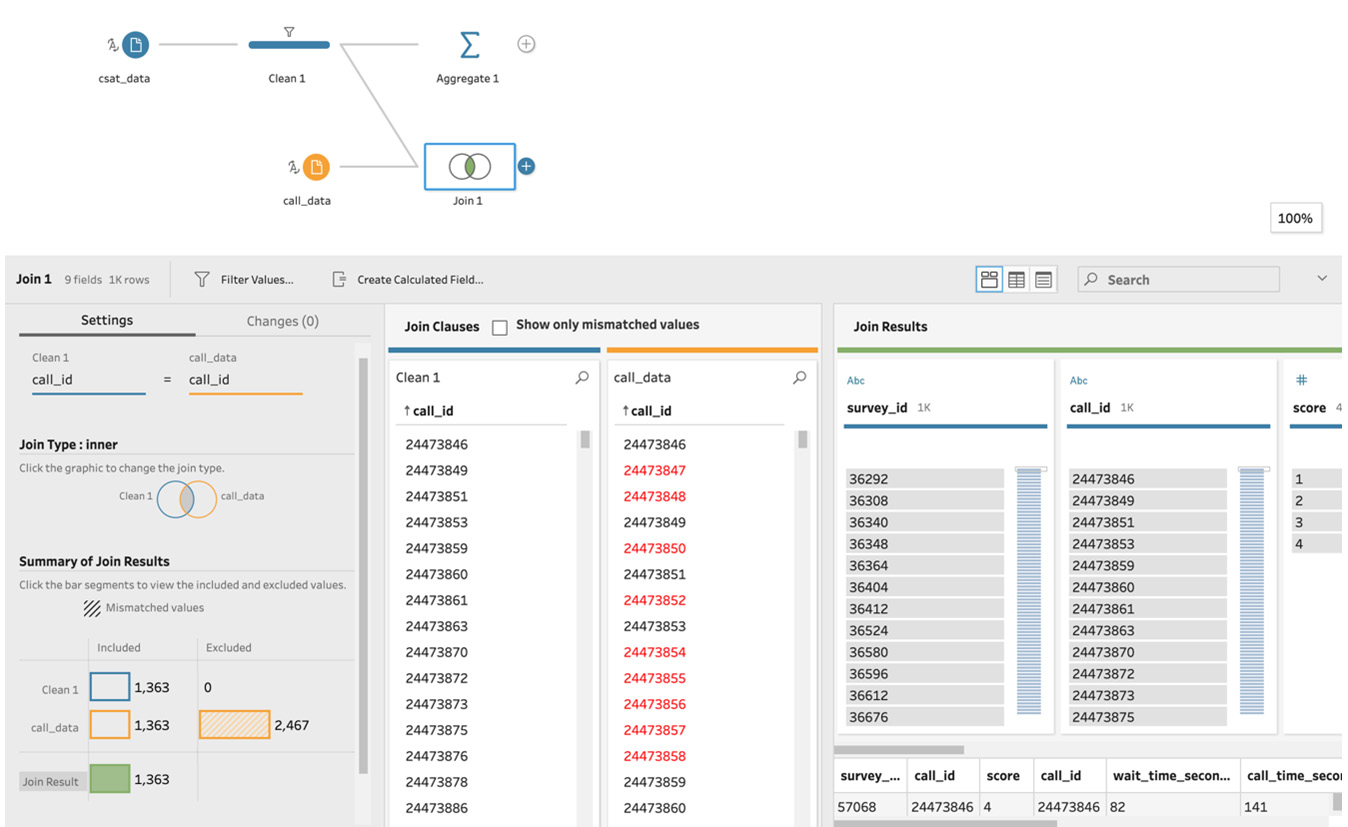 csat_data
Clean 1
Aggregate 1
call_data
Join 1
100%
Join 1 9 fields 1K rows
Filter Values...
Create Calculated Field...
Search
Settings
Changes (0)
Clean 1
call_data
call_id = call_id
Join Type : inner
Click the graphic to change the join type.
Clean 1
call_data
Summary of Join Results
Click the bar segments to view the included and excluded values.
Mismatched values
Included Excluded
Clean 1 1,363 0
call_data 1,363 2,467
Join Result 1,363
Join Clauses
Show only mismatched values
Clean 1
call_id
24473846
24473849
24473851
24473853
24473859
24473860
24473861
24473863
24473870
24473872
24473873
24473875
24473876
24473878
24473886
call_data
call_id
24473846
24473847
24473848
24473849
24473850
24473851
24473852
24473853
24473854
24473855
24473856
24473857
24473858
24473859
24473860
Join Results
Abc
survey_id 1K
36292
36308
36340
36348
36364
36404
36412
36524
36580
36596
36612
36676
Abc
call_id 1K
24473846
24473849
24473851
24473853
24473859
24473860
24473861
24473863
24473870
24473872
24473873
24473875
#
score 4
1
2
3
4
survey_... call_id score call_id wait_time_secon... call_time_secon
57068 24473846 4 24473846 82 141